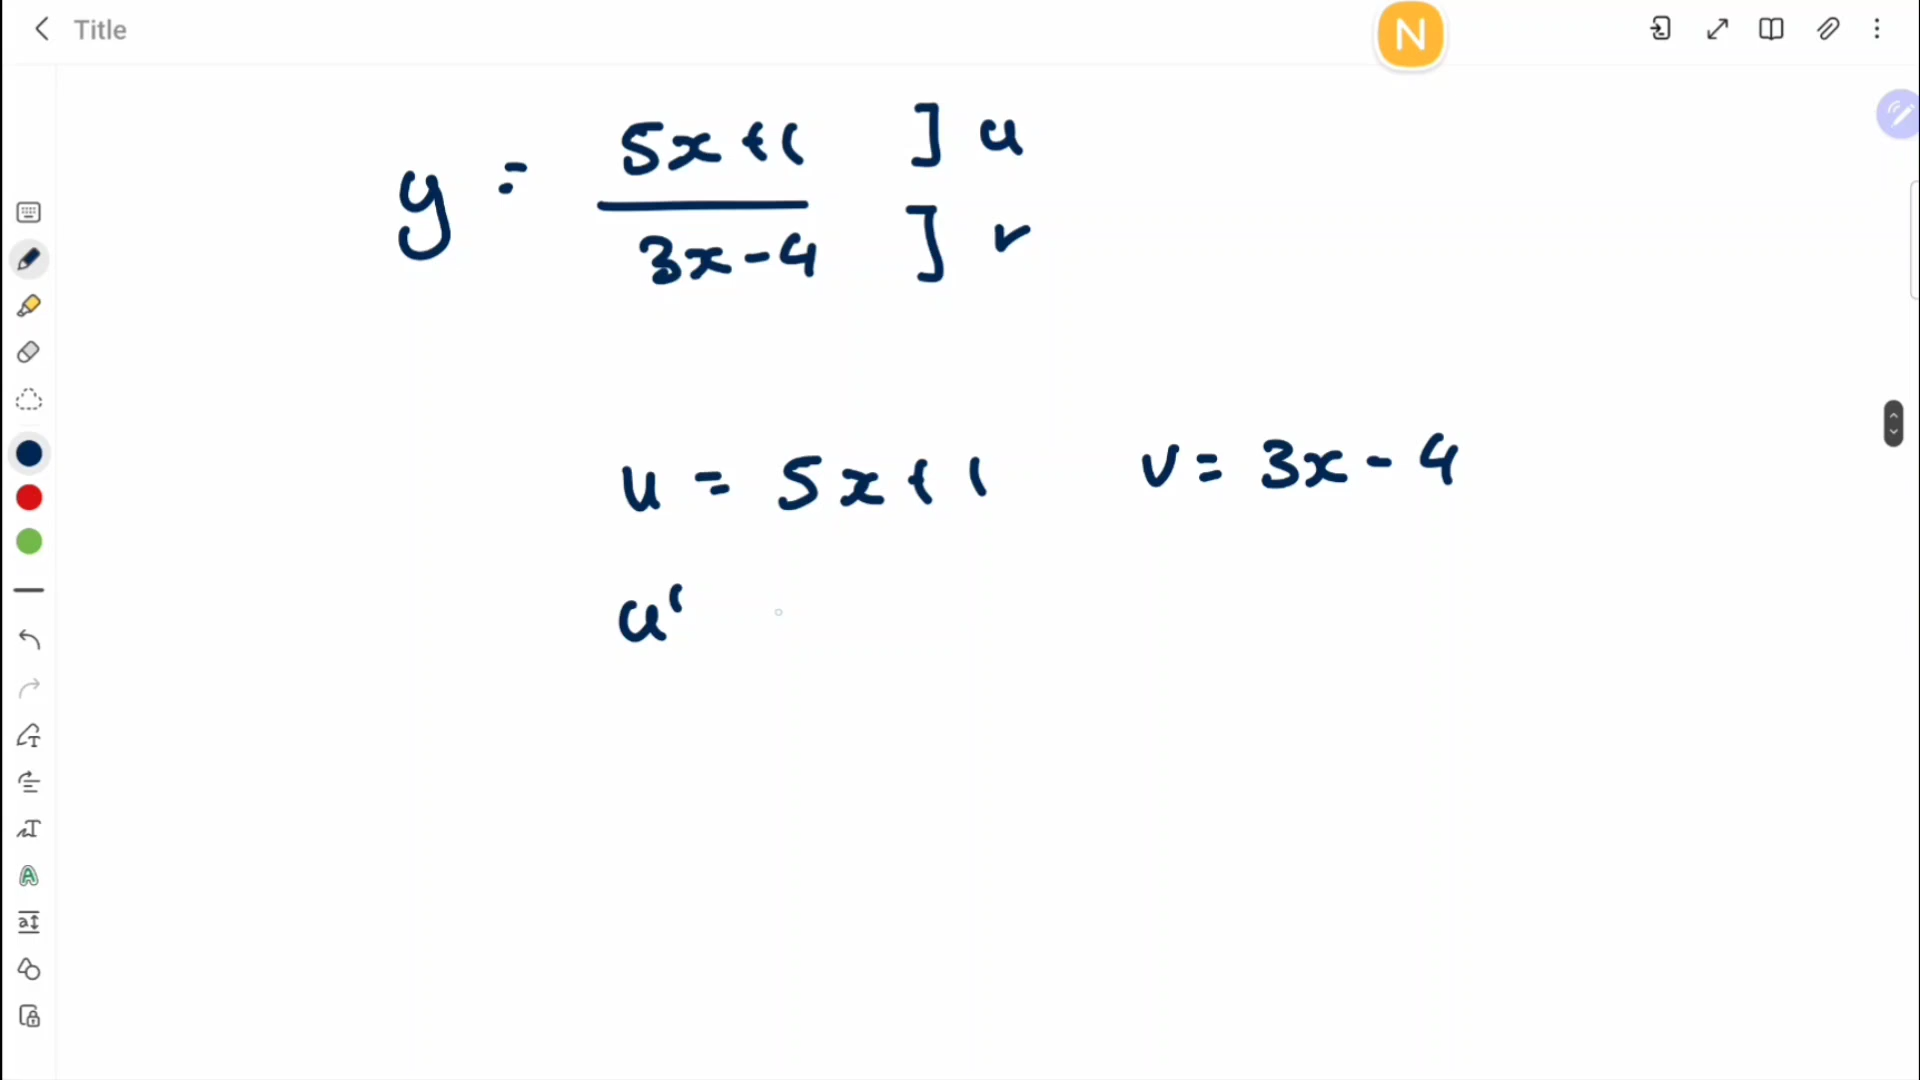 Title
N
y = 5x+1 ] u
3x-4 ] v
u = 5x+1 v = 3x-4
u'